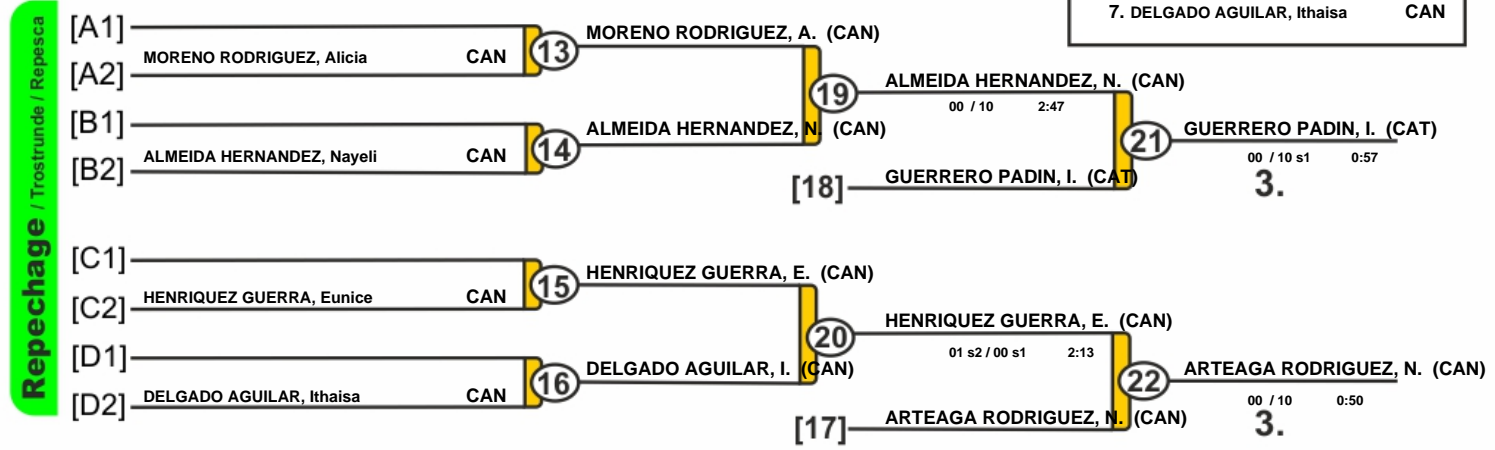 7. DELGADO AGUILAR, Ithaisa CAN
Repechage / Trostrunde / Repesca
[A1]
MORENO RODRIGUEZ, Alicia CAN
[A2]
13
MORENO RODRIGUEZ, A. (CAN)
[B1]
ALMEIDA HERNANDEZ, Nayeli CAN
[B2]
14
ALMEIDA HERNANDEZ, N. (CAN)
19
ALMEIDA HERNANDEZ, N. (CAN)
00 / 10 2:47
[18]
GUERRERO PADIN, I. (CAT)
21
GUERRERO PADIN, I. (CAT)
00 / 10 s1 0:57
3.
[C1]
HENRIQUEZ GUERRA, Eunice CAN
[C2]
15
HENRIQUEZ GUERRA, E. (CAN)
[D1]
DELGADO AGUILAR, Ithaisa CAN
[D2]
16
DELGADO AGUILAR, I. (CAN)
20
HENRIQUEZ GUERRA, E. (CAN)
01 s2 / 00 s1 2:13
[17]
ARTEAGA RODRIGUEZ, N. (CAN)
22
ARTEAGA RODRIGUEZ, N. (CAN)
00 / 10 0:50
3.